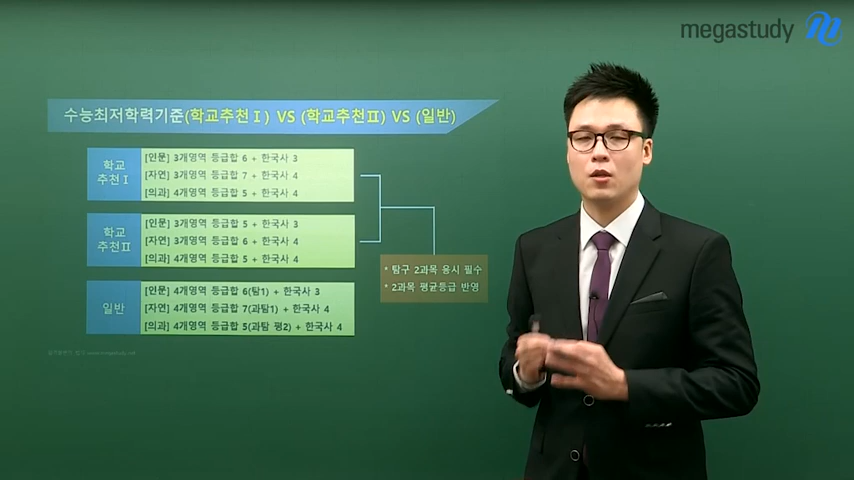 megastudy
수능최저학력기준(학교추천Ⅰ) VS (학교추천Ⅱ) VS (일반)
학교
추천Ⅰ
[인문] 3개영역 등급합 6 + 한국사 3
[자연] 3개영역 등급합 7 + 한국사 4
[의과] 4개영역 등급합 5 + 한국사 4
학교
추천Ⅱ
[인문] 3개영역 등급합 5 + 한국사 3
[자연] 3개영역 등급합 6 + 한국사 4
[의과] 4개영역 등급합 5 + 한국사 4
* 탐구 2과목 응시 필수
* 2과목 평균등급 반영
일반
[인문] 4개영역 등급합 6(탐1) + 한국사 3
[자연] 4개영역 등급합 7(과탐1) + 한국사 4
[의과] 4개영역 등급합 5(과탐 평2) + 한국사 4